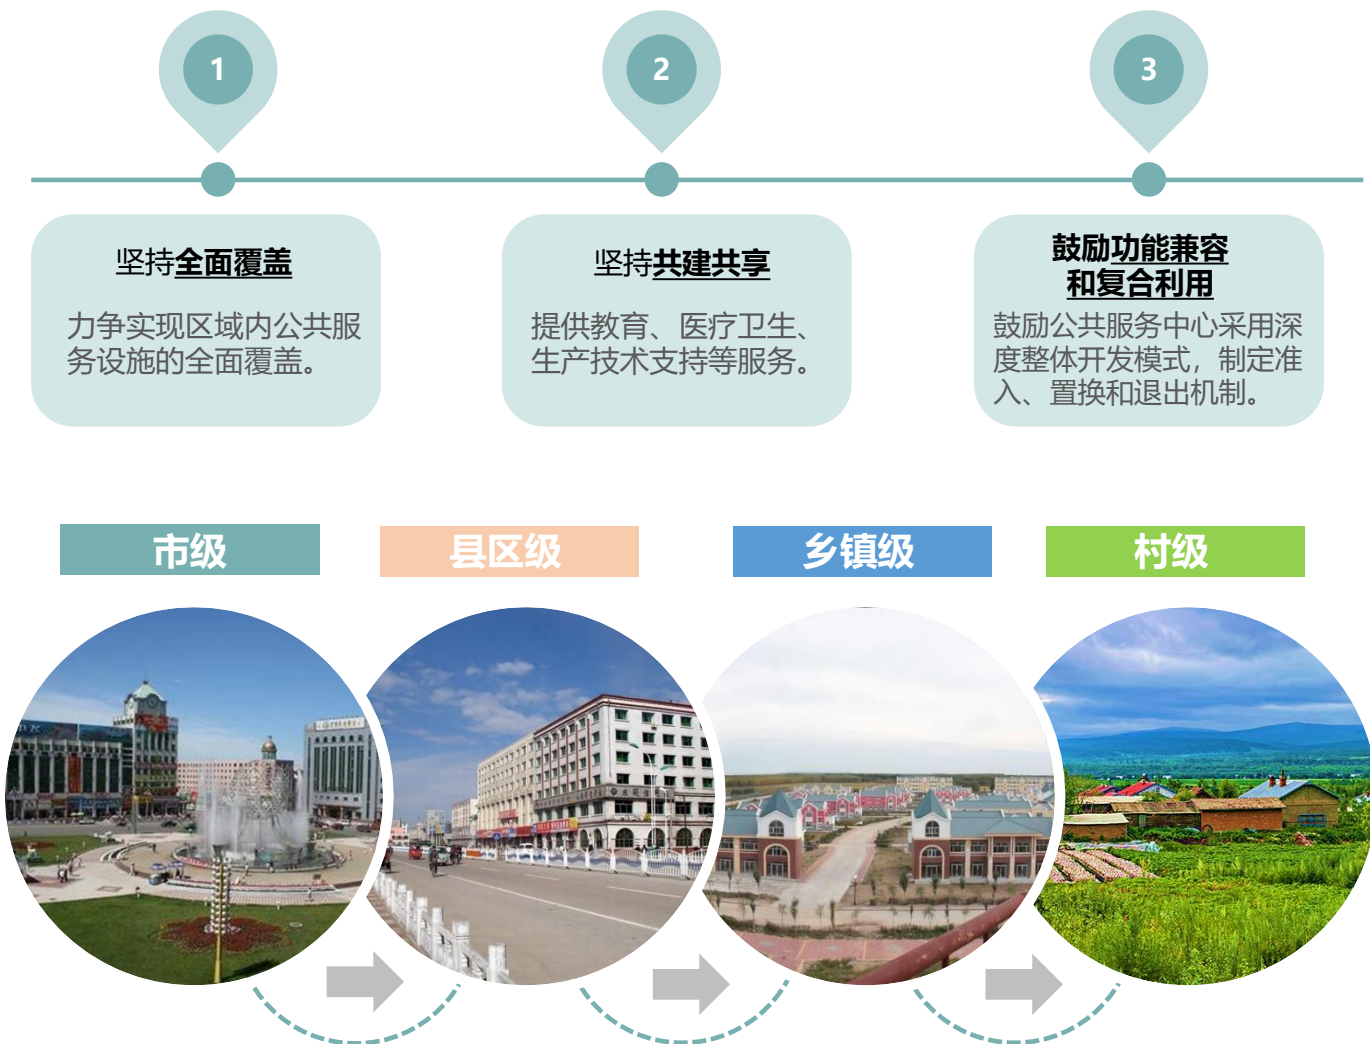 1
2
3
坚持全面覆盖
力争实现区域内公共服
务设施的全面覆盖。
坚持共建共享
提供教育、医疗卫生、
生产技术支持等服务。
鼓励功能兼容
和复合利用
鼓励公共服务中心采用深
度整体开发模式，制定准
入、置换和退出机制。
市级
县区级
乡镇级
村级